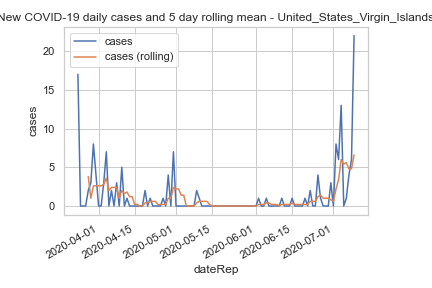 New COVID-19 daily cases and 5 day rolling mean - United_States_Virgin_Islands
cases
cases (rolling)
20
15
10
5
0
cases
2020-04-01
2020-04-15
2020-05-01
2020-05-15
2020-06-01
2020-06-15
2020-07-01
dateRep